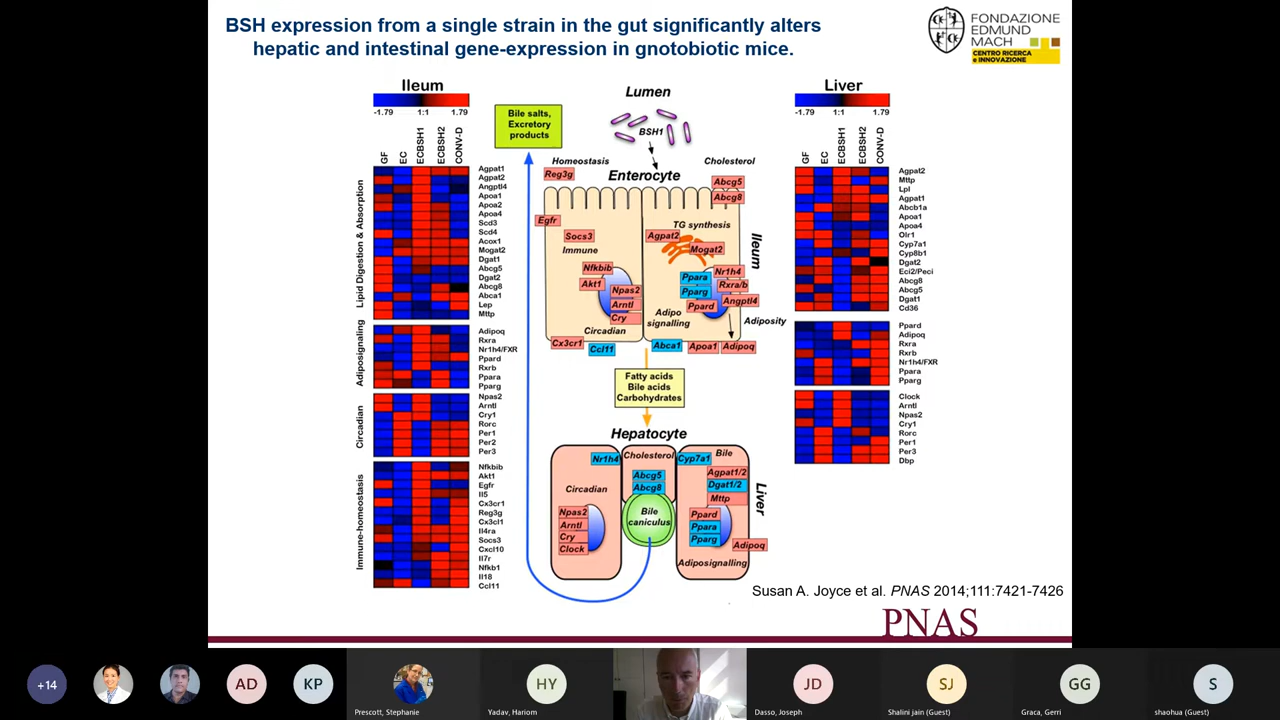 BSH expression from a single strain in the gut significantly alters
hepatic and intestinal gene-expression in gnotobiotic mice.
FONDAZIONE
EDMUND
MACH
CENTRO RICERCA
e INNOVAZIONE
Ileum
-1.79 1:1 1.79
GF EC ECBSH1 ECBSH2 CONV-D
Lipid Digestion & Absorption
Agpat1
Agpat2
Angptl4
Apoa1
Apoa2
Apoa4
Scd3
Scd4
Acox1
Mogat2
Dgat1
Abcg5
Dgat2
Abcg8
Abca1
Lep
Mttp
Adiposignaling
Adipoq
Rxra
Nr1h4/FXR
Ppard
Rxrb
Ppara
Pparg
Circadian
Npas2
Arntl
Cry1
Rorc
Per1
Per2
Per3
Immune-homeostasis
Nfkbib
Akt1
Egfr
Il5
Cx3cr1
Reg3g
Cx3cl1
Il4ra
Socs3
Cxcl10
Il7r
Nfkb1
Il18
Ccl11
Bile salts,
Excretory
products
Lumen
BSH1
Homeostasis
Cholesterol
Reg3g
Enterocyte
Abcg5
Abcg8
Egfr
Socs3
Immune
TG synthesis
Agpat2
Mogat2
Ileum
Nfkbib
Akt1
Npas2
Arntl
Cry
Circadian
Ppara
Pparg
Ppard
Nr1h4
Rxra/b
Angptl4
Adipo
signalling
Adiposity
Cx3cr1
Ccl11
Abca1
Apoa1
Adipoq
Fatty acids
Bile acids
Carbohydrates
Hepatocyte
Nr1h4
Cholesterol
Cyp7a1
Bile
Abcg5
Abcg8
Agpat1/2
Dgat1/2
Mttp
Circadian
Liver
Npas2
Arntl
Cry
Clock
Bile
caniculus
Ppard
Ppara
Pparg
Adipoq
Adiposignalling
Liver
-1.79 1:1 1.79
GF EC ECBSH1 ECBSH2 CONV-D
Agpat2
Mttp
Lpl
Agpat1
Abcb1a
Apoa1
Apoa4
Olr1
Cyp7a1
Cyp8b1
Dgat2
Eci2/Peci
Abcg8
Abcg5
Dgat1
Cd36
Ppard
Adipoq
Rxra
Rxrb
Nr1h4/FXR
Ppara
Pparg
Clock
Arntl
Npas2
Cry1
Rorc
Per1
Per3
Dbp
Susan A. Joyce et al. PNAS 2014;111:7421-7426
PNAS
+14
AD
KP
Prescott, Stephanie
HY
Yadav, Hariom
JD
Dasso, Joseph
SJ
Shalini jain (Guest)
GG
Graca, Gerri
S
shaohua (Guest)